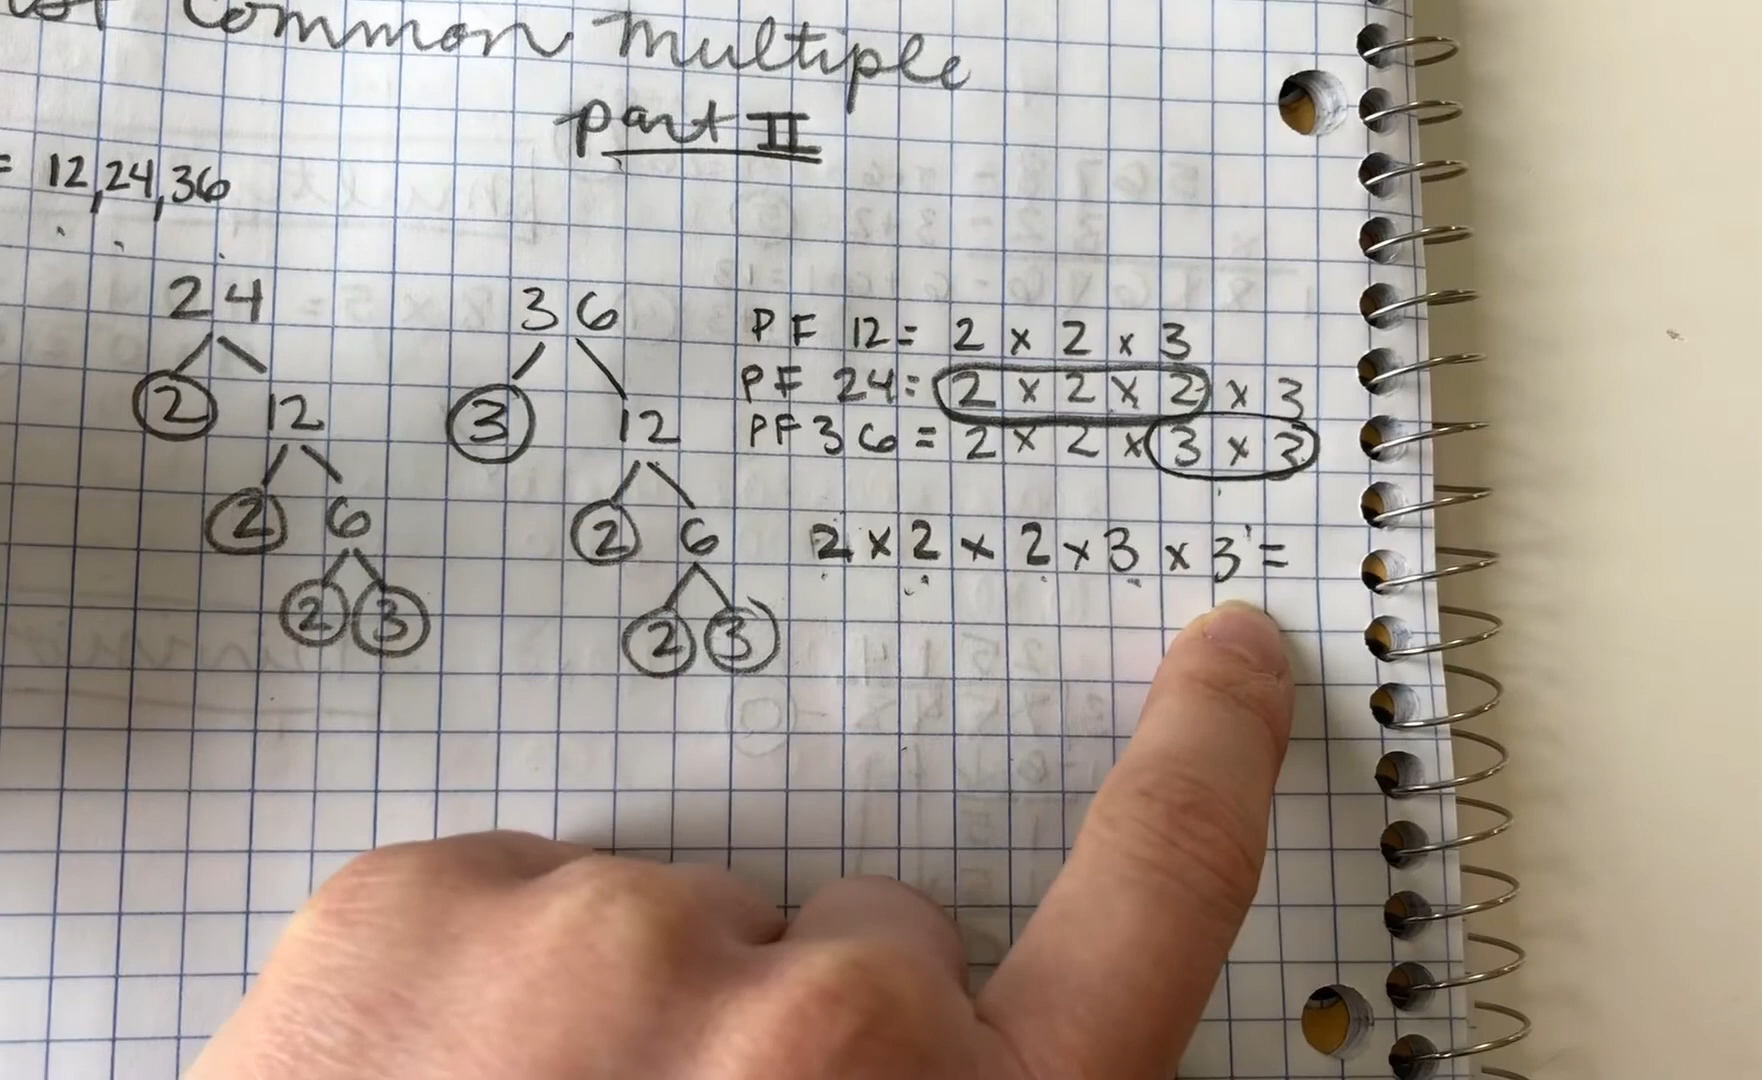 Common Multiple
part II
= 12,24,36
24
2 12
2 6
2 3
36
3 12
2 6
2 3
PF 12= 2 x 2 x 3
PF 24= 2 x 2 x 2 x 3
PF 36 = 2 x 2 x 3 x 3
2 x 2 x 2 x 3 x 3 =